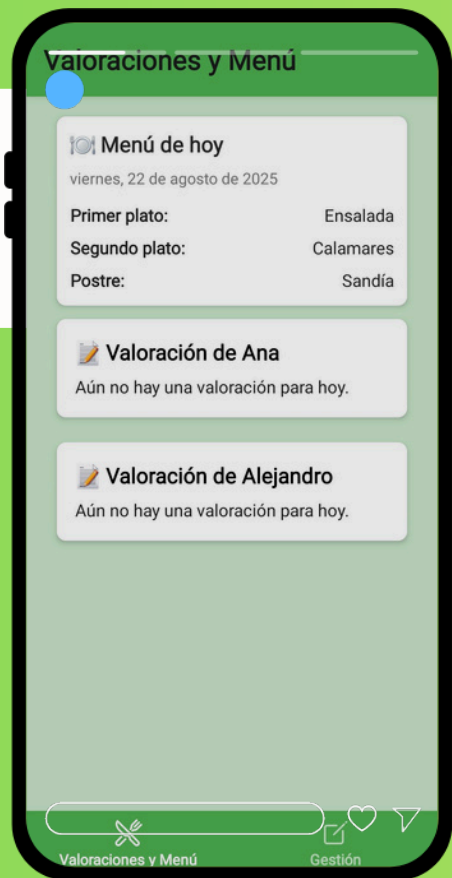 Valoraciones y Menú
🍽️ Menú de hoy
viernes, 22 de agosto de 2025
Primer plato: Ensalada
Segundo plato: Calamares
Postre: Sandía
📝 Valoración de Ana
Aún no hay una valoración para hoy.
📝 Valoración de Alejandro
Aún no hay una valoración para hoy.
Valoraciones y Menú
Gestión